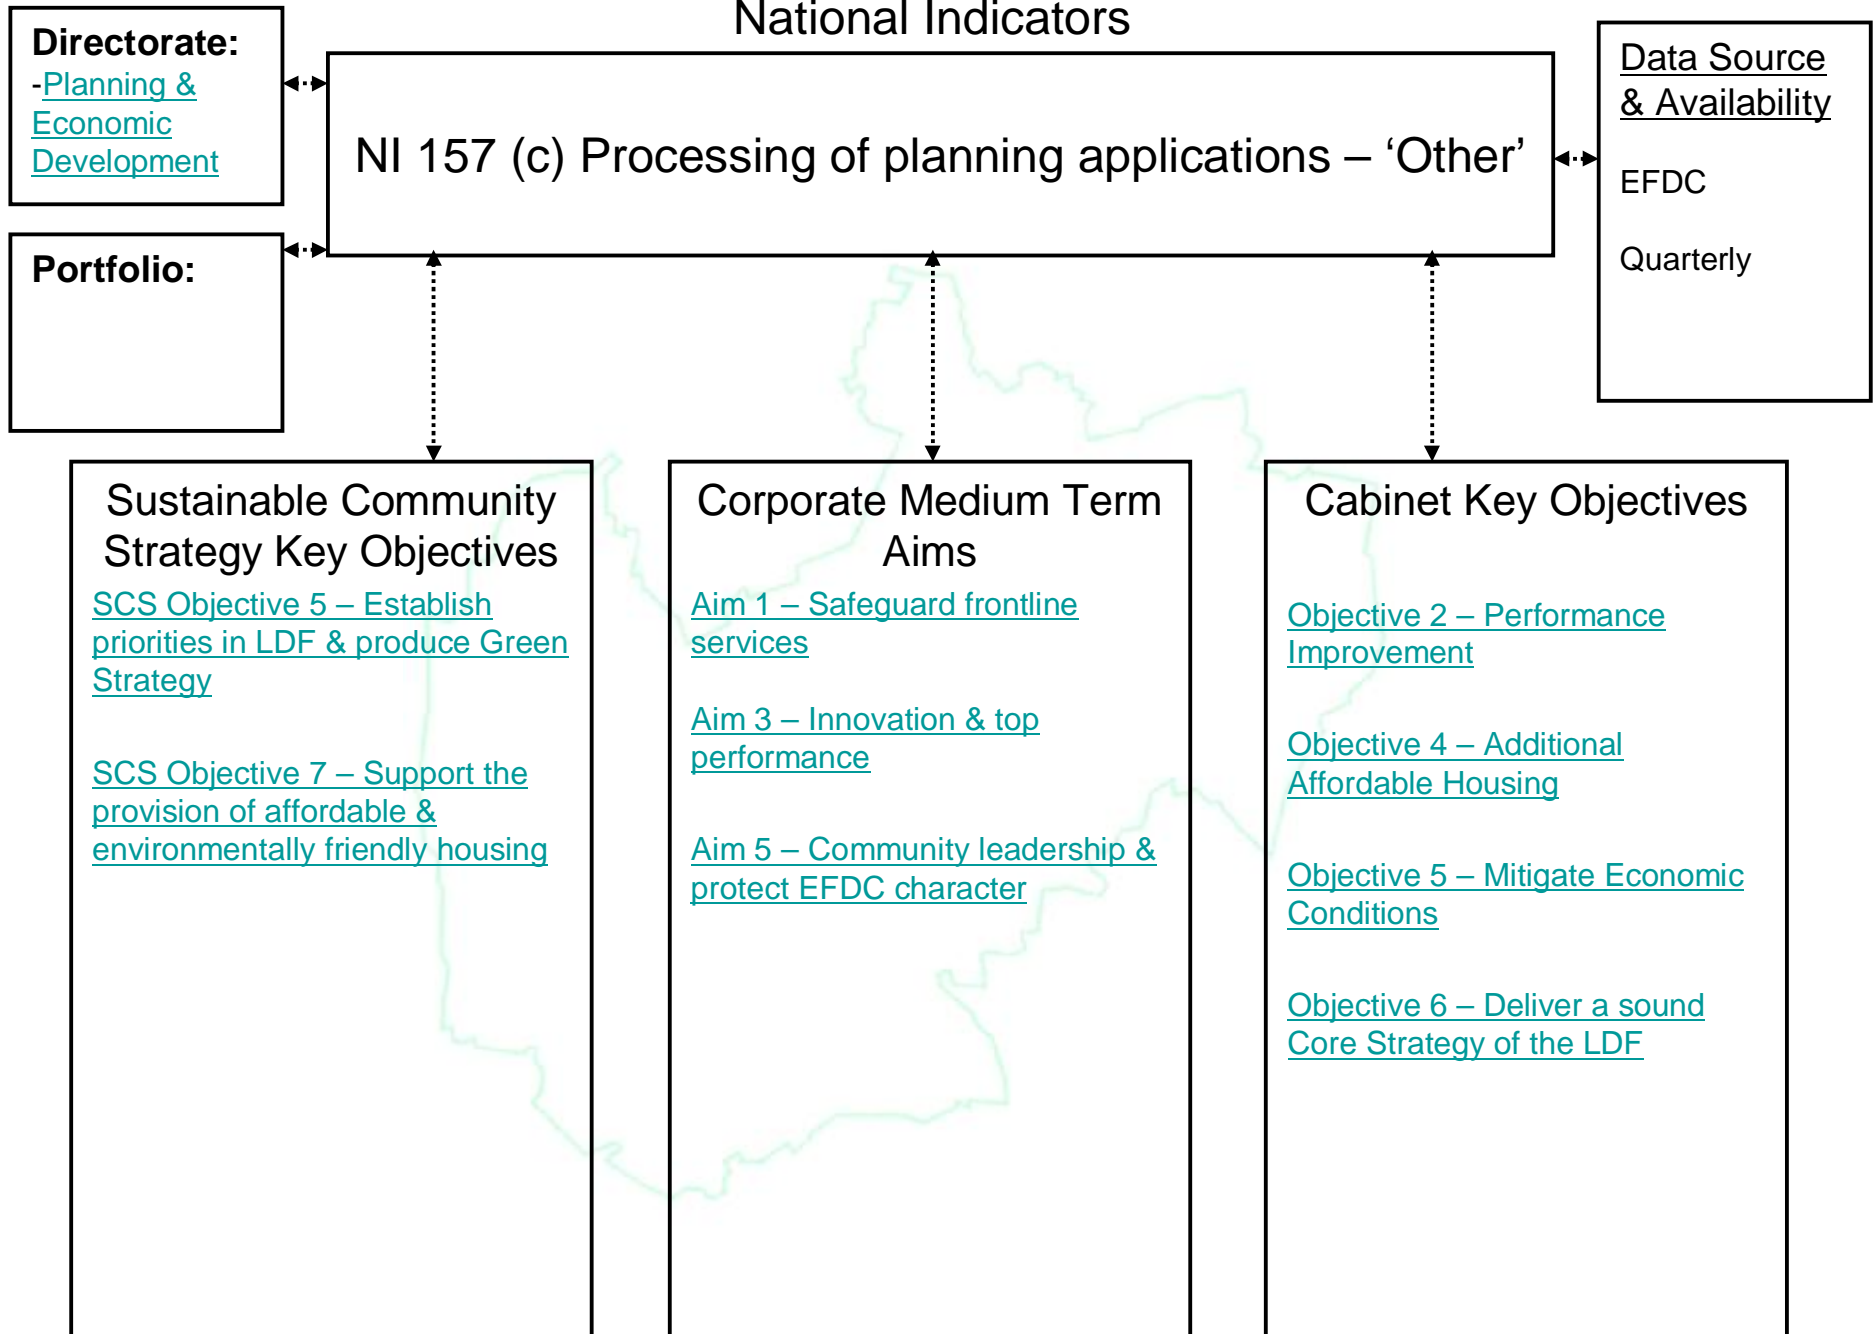 National Indicators
Directorate:
-Planning &
Economic
Development
NI 157 (c) Processing of planning applications – ‘Other’
Data Source
& Availability
EFDC
Quarterly
Portfolio:
Sustainable Community
Strategy Key Objectives
SCS Objective 5 – Establish
priorities in LDF & produce Green
Strategy
SCS Objective 7 – Support the
provision of affordable &
environmentally friendly housing
Corporate Medium Term
Aims
Aim 1 – Safeguard frontline
services
Aim 3 – Innovation & top
performance
Aim 5 – Community leadership &
protect EFDC character
Cabinet Key Objectives
Objective 2 – Performance
Improvement
Objective 4 – Additional
Affordable Housing
Objective 5 – Mitigate Economic
Conditions
Objective 6 – Deliver a sound
Core Strategy of the LDF